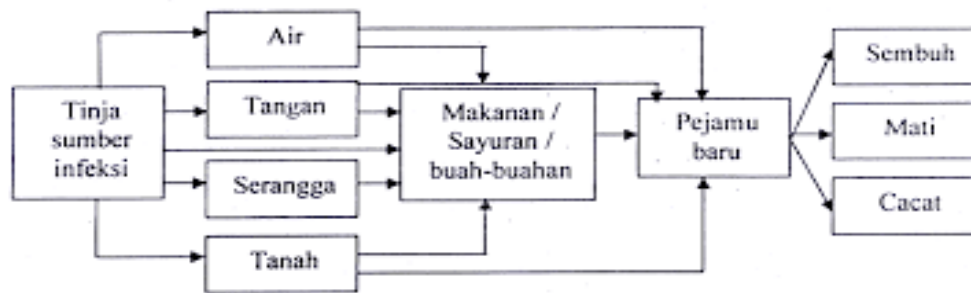 Tinja
sumber
infeksi
Air
Tangan
Serangga
Tanah
Makanan /
Sayuran /
buah-buahan
Pejamu
baru
Sembuh
Mati
Cacat